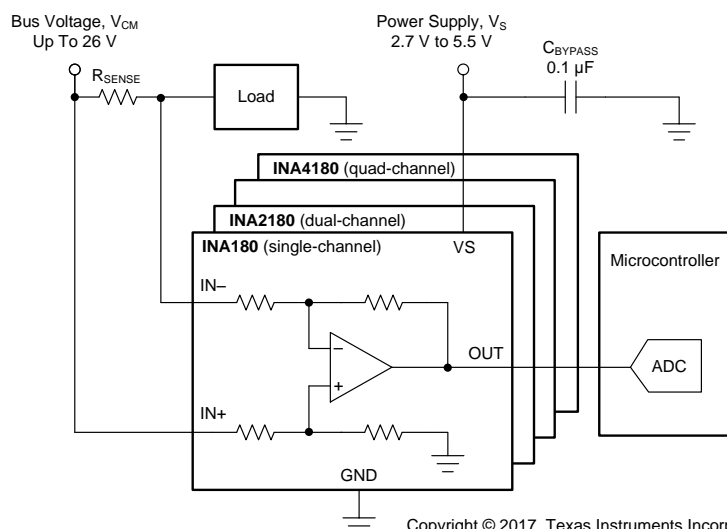 Bus Voltage, VCM
Up To 26 V
Power Supply, VS
2.7 V to 5.5 V
CBYPASS
0.1 µF
RSENSE
Load
INA4180 (quad-channel)
INA2180 (dual-channel)
INA180 (single-channel)
VS
Microcontroller
IN–
−
OUT
ADC
+
IN+
GND
Copyright © 2017, Texas Instruments Incor